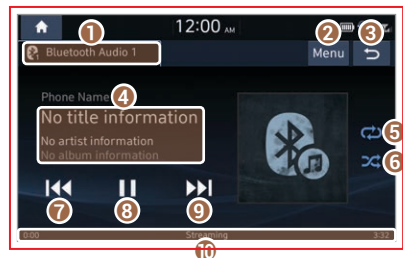 1
2
3
12:00 AM
1 Bluetooth Audio 1
Menu
Phone Name
4
No title information
No artist information
No album information
5
6
7
8
9
0:00
Streaming
3:32
10